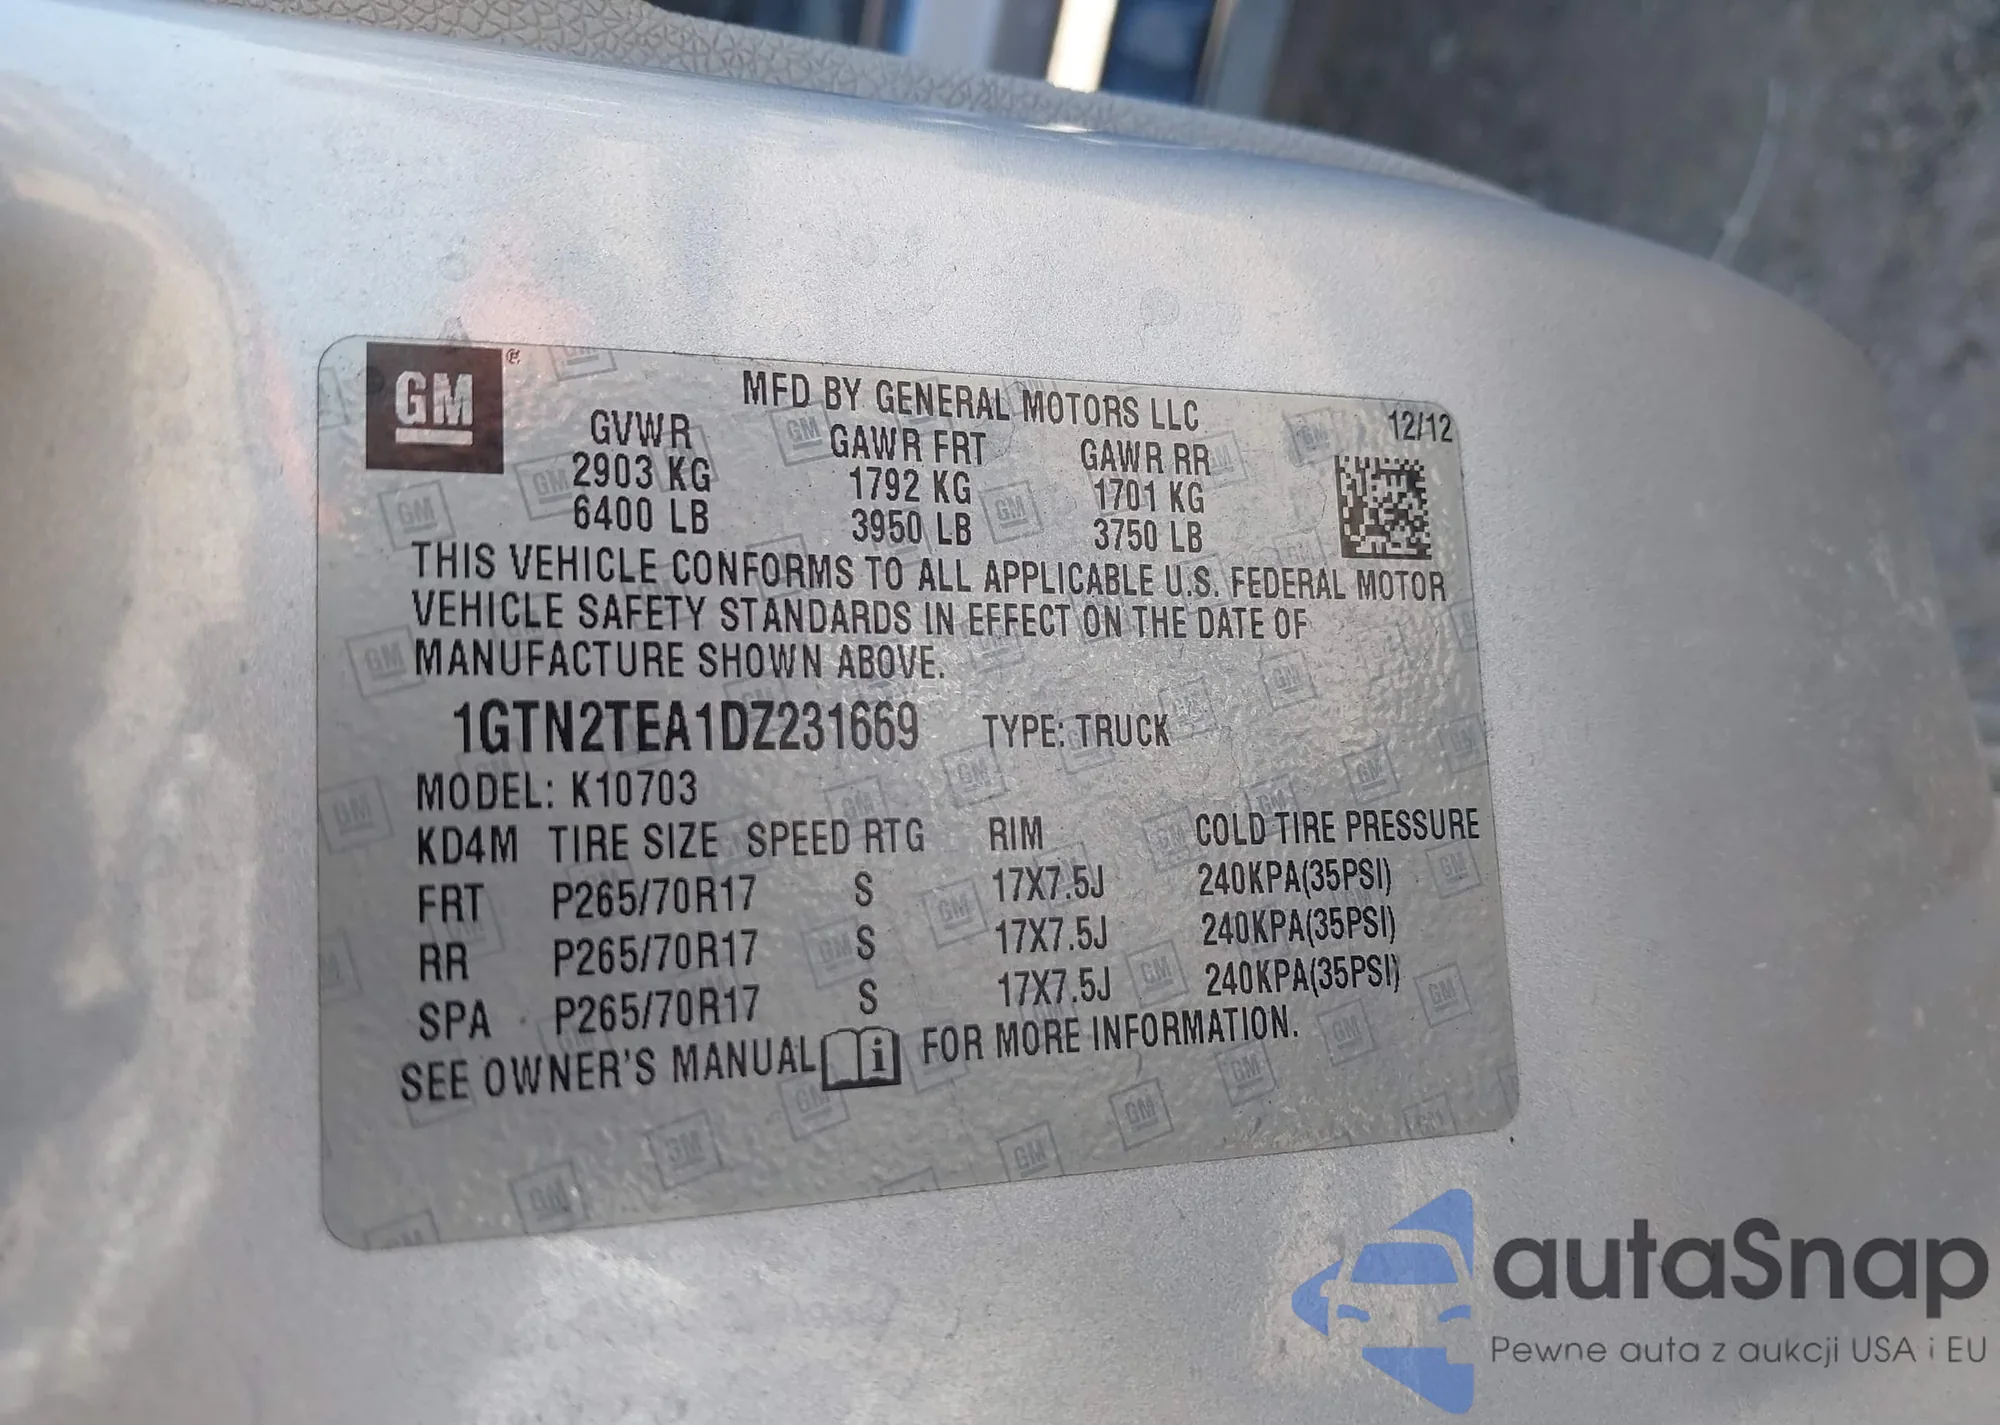 GM ®
MFD BY GENERAL MOTORS LLC
12/12
GVWR GAWR FRT GAWR RR
2903 KG 1792 KG 1701 KG
6400 LB 3950 LB 3750 LB
THIS VEHICLE CONFORMS TO ALL APPLICABLE U.S. FEDERAL MOTOR
VEHICLE SAFETY STANDARDS IN EFFECT ON THE DATE OF
MANUFACTURE SHOWN ABOVE.
1GTN2TEA1DZ231669 TYPE: TRUCK
MODEL: K10703
KD4M TIRE SIZE SPEED RTG RIM COLD TIRE PRESSURE
FRT P265/70R17 S 17X7.5J 240KPA(35PSI)
RR P265/70R17 S 17X7.5J 240KPA(35PSI)
SPA P265/70R17 S 17X7.5J 240KPA(35PSI)
SEE OWNER'S MANUAL i FOR MORE INFORMATION.
autaSnap
Pewne auta z aukcji USA i EU